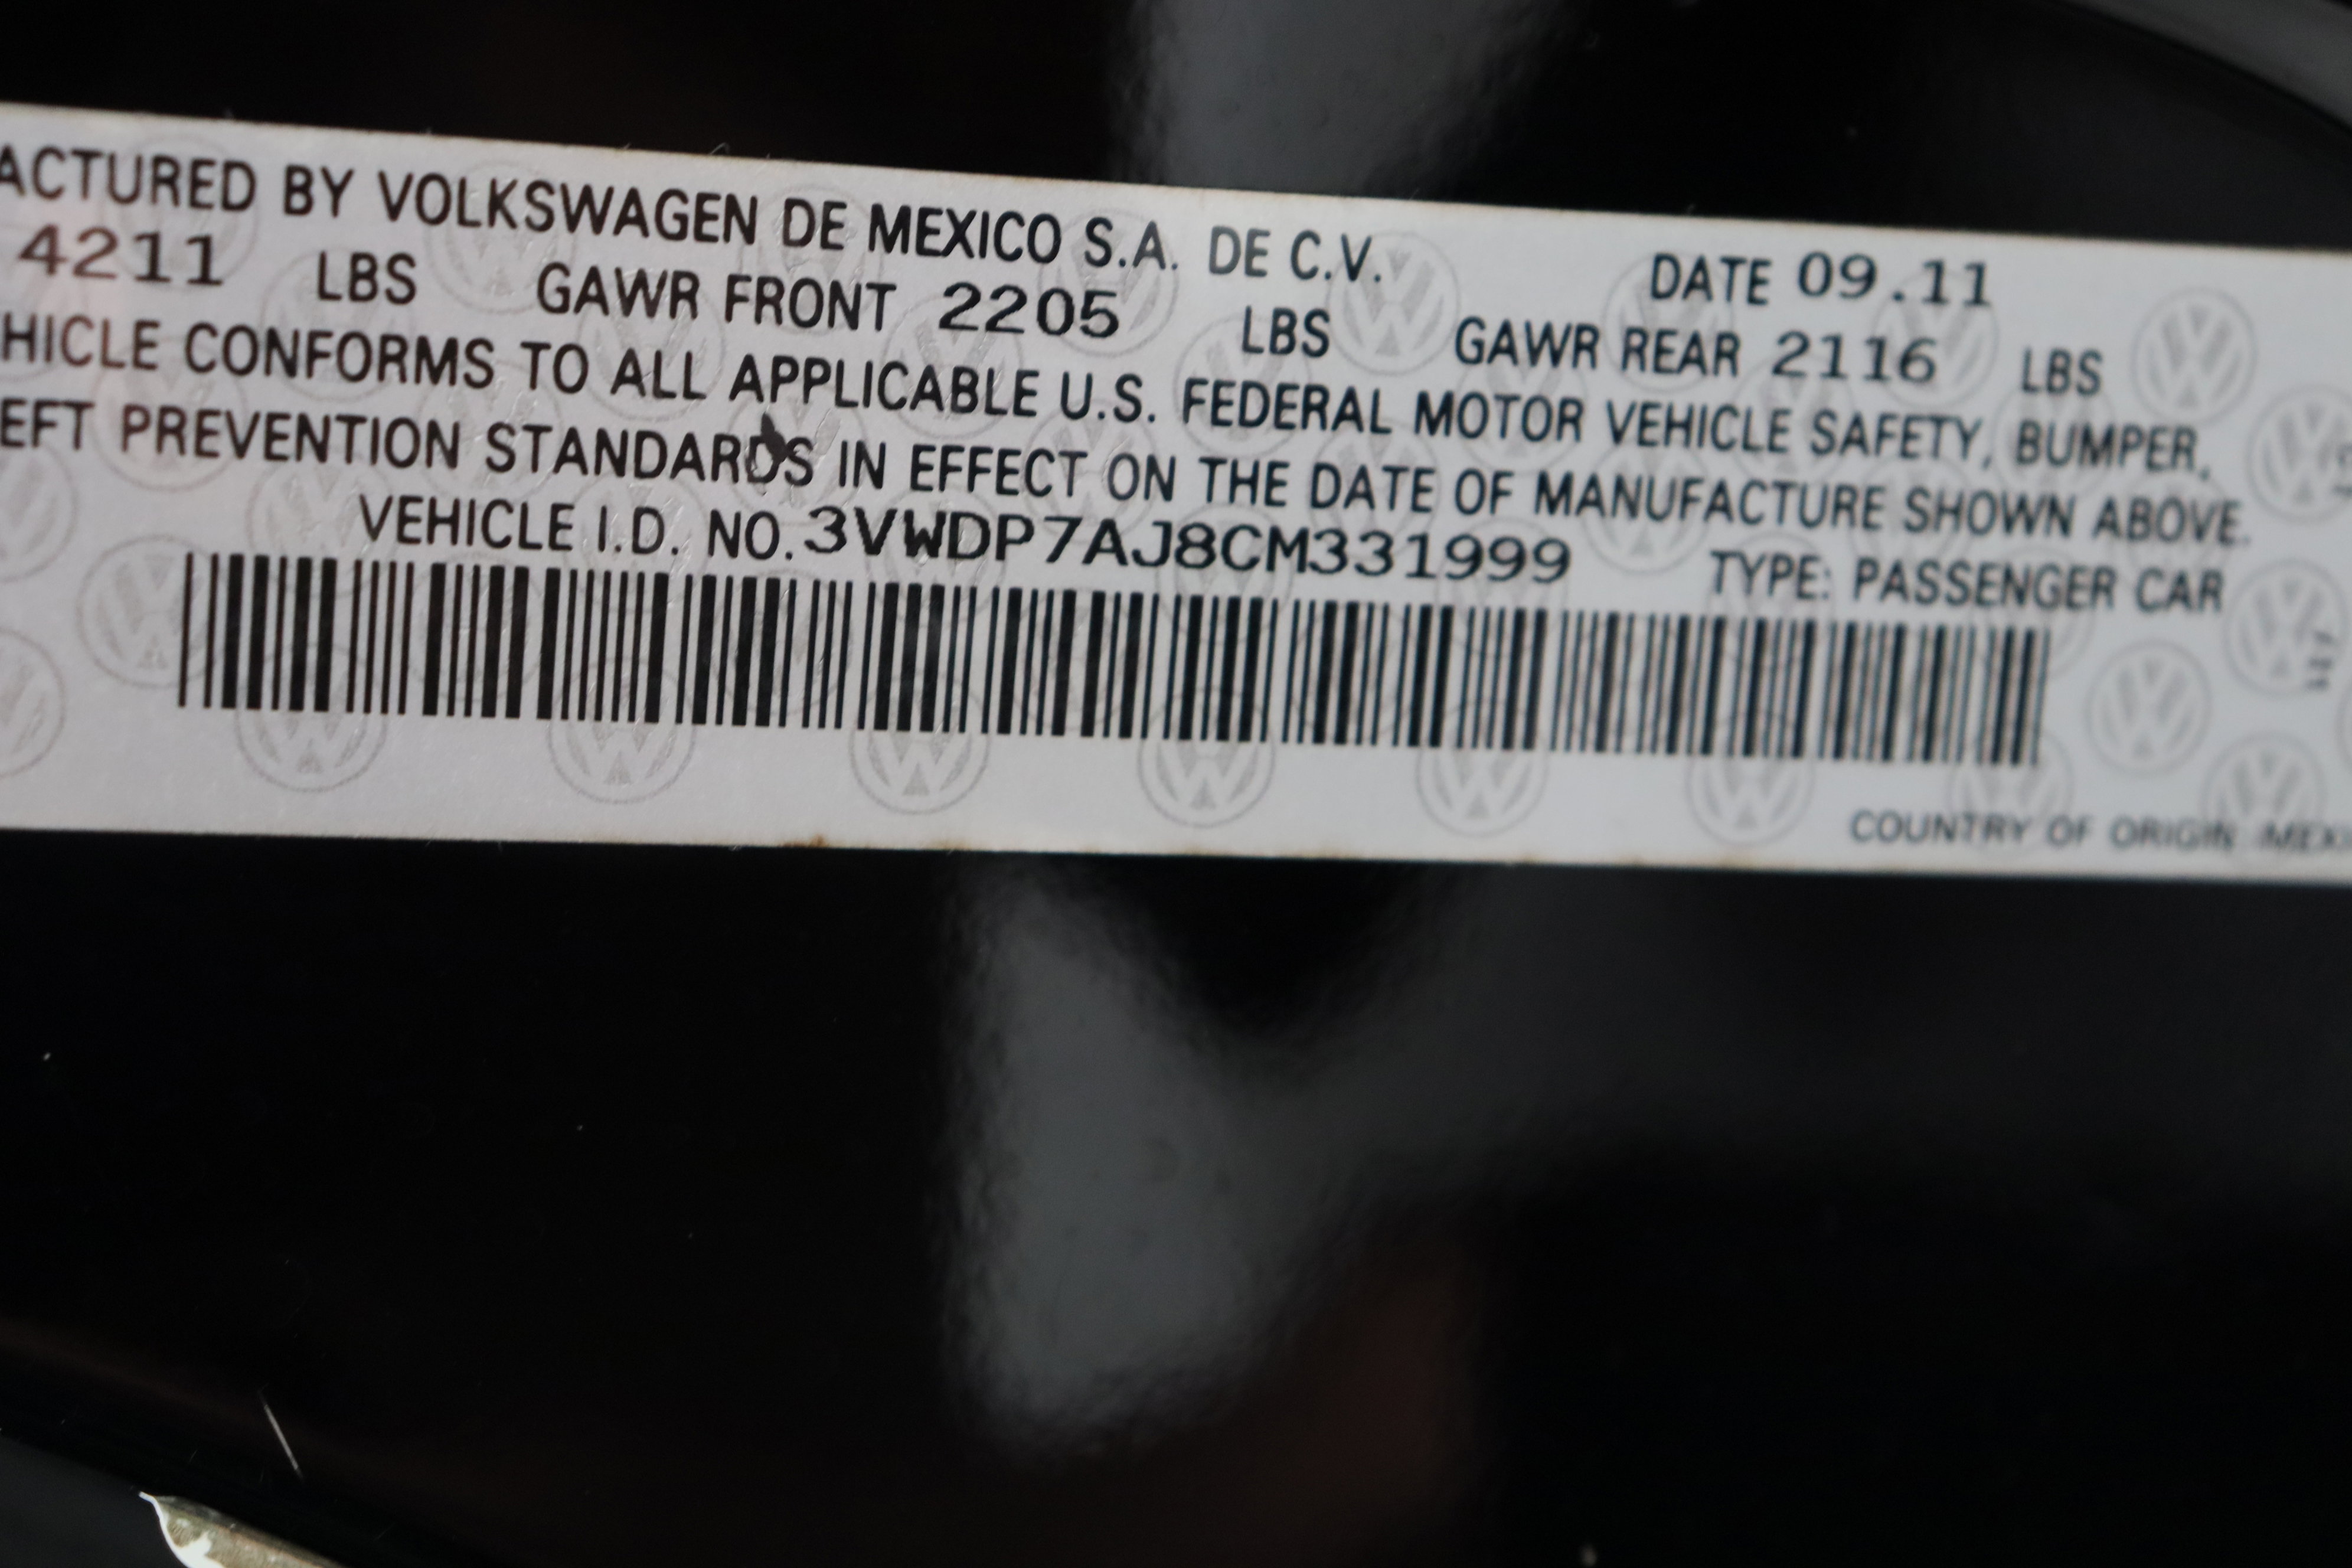 ACTURED BY VOLKSWAGEN DE MEXICO S.A. DE C.V. DATE 09.11
4211 LBS GAWR FRONT 2205 LBS GAWR REAR 2116 LBS
HICLE CONFORMS TO ALL APPLICABLE U.S. FEDERAL MOTOR VEHICLE SAFETY, BUMPER,
EFT PREVENTION STANDARDS IN EFFECT ON THE DATE OF MANUFACTURE SHOWN ABOVE.
VEHICLE I.D. NO. 3VWDP7AJ8CM331999 TYPE: PASSENGER CAR
COUNTRY OF ORIGIN MEXI